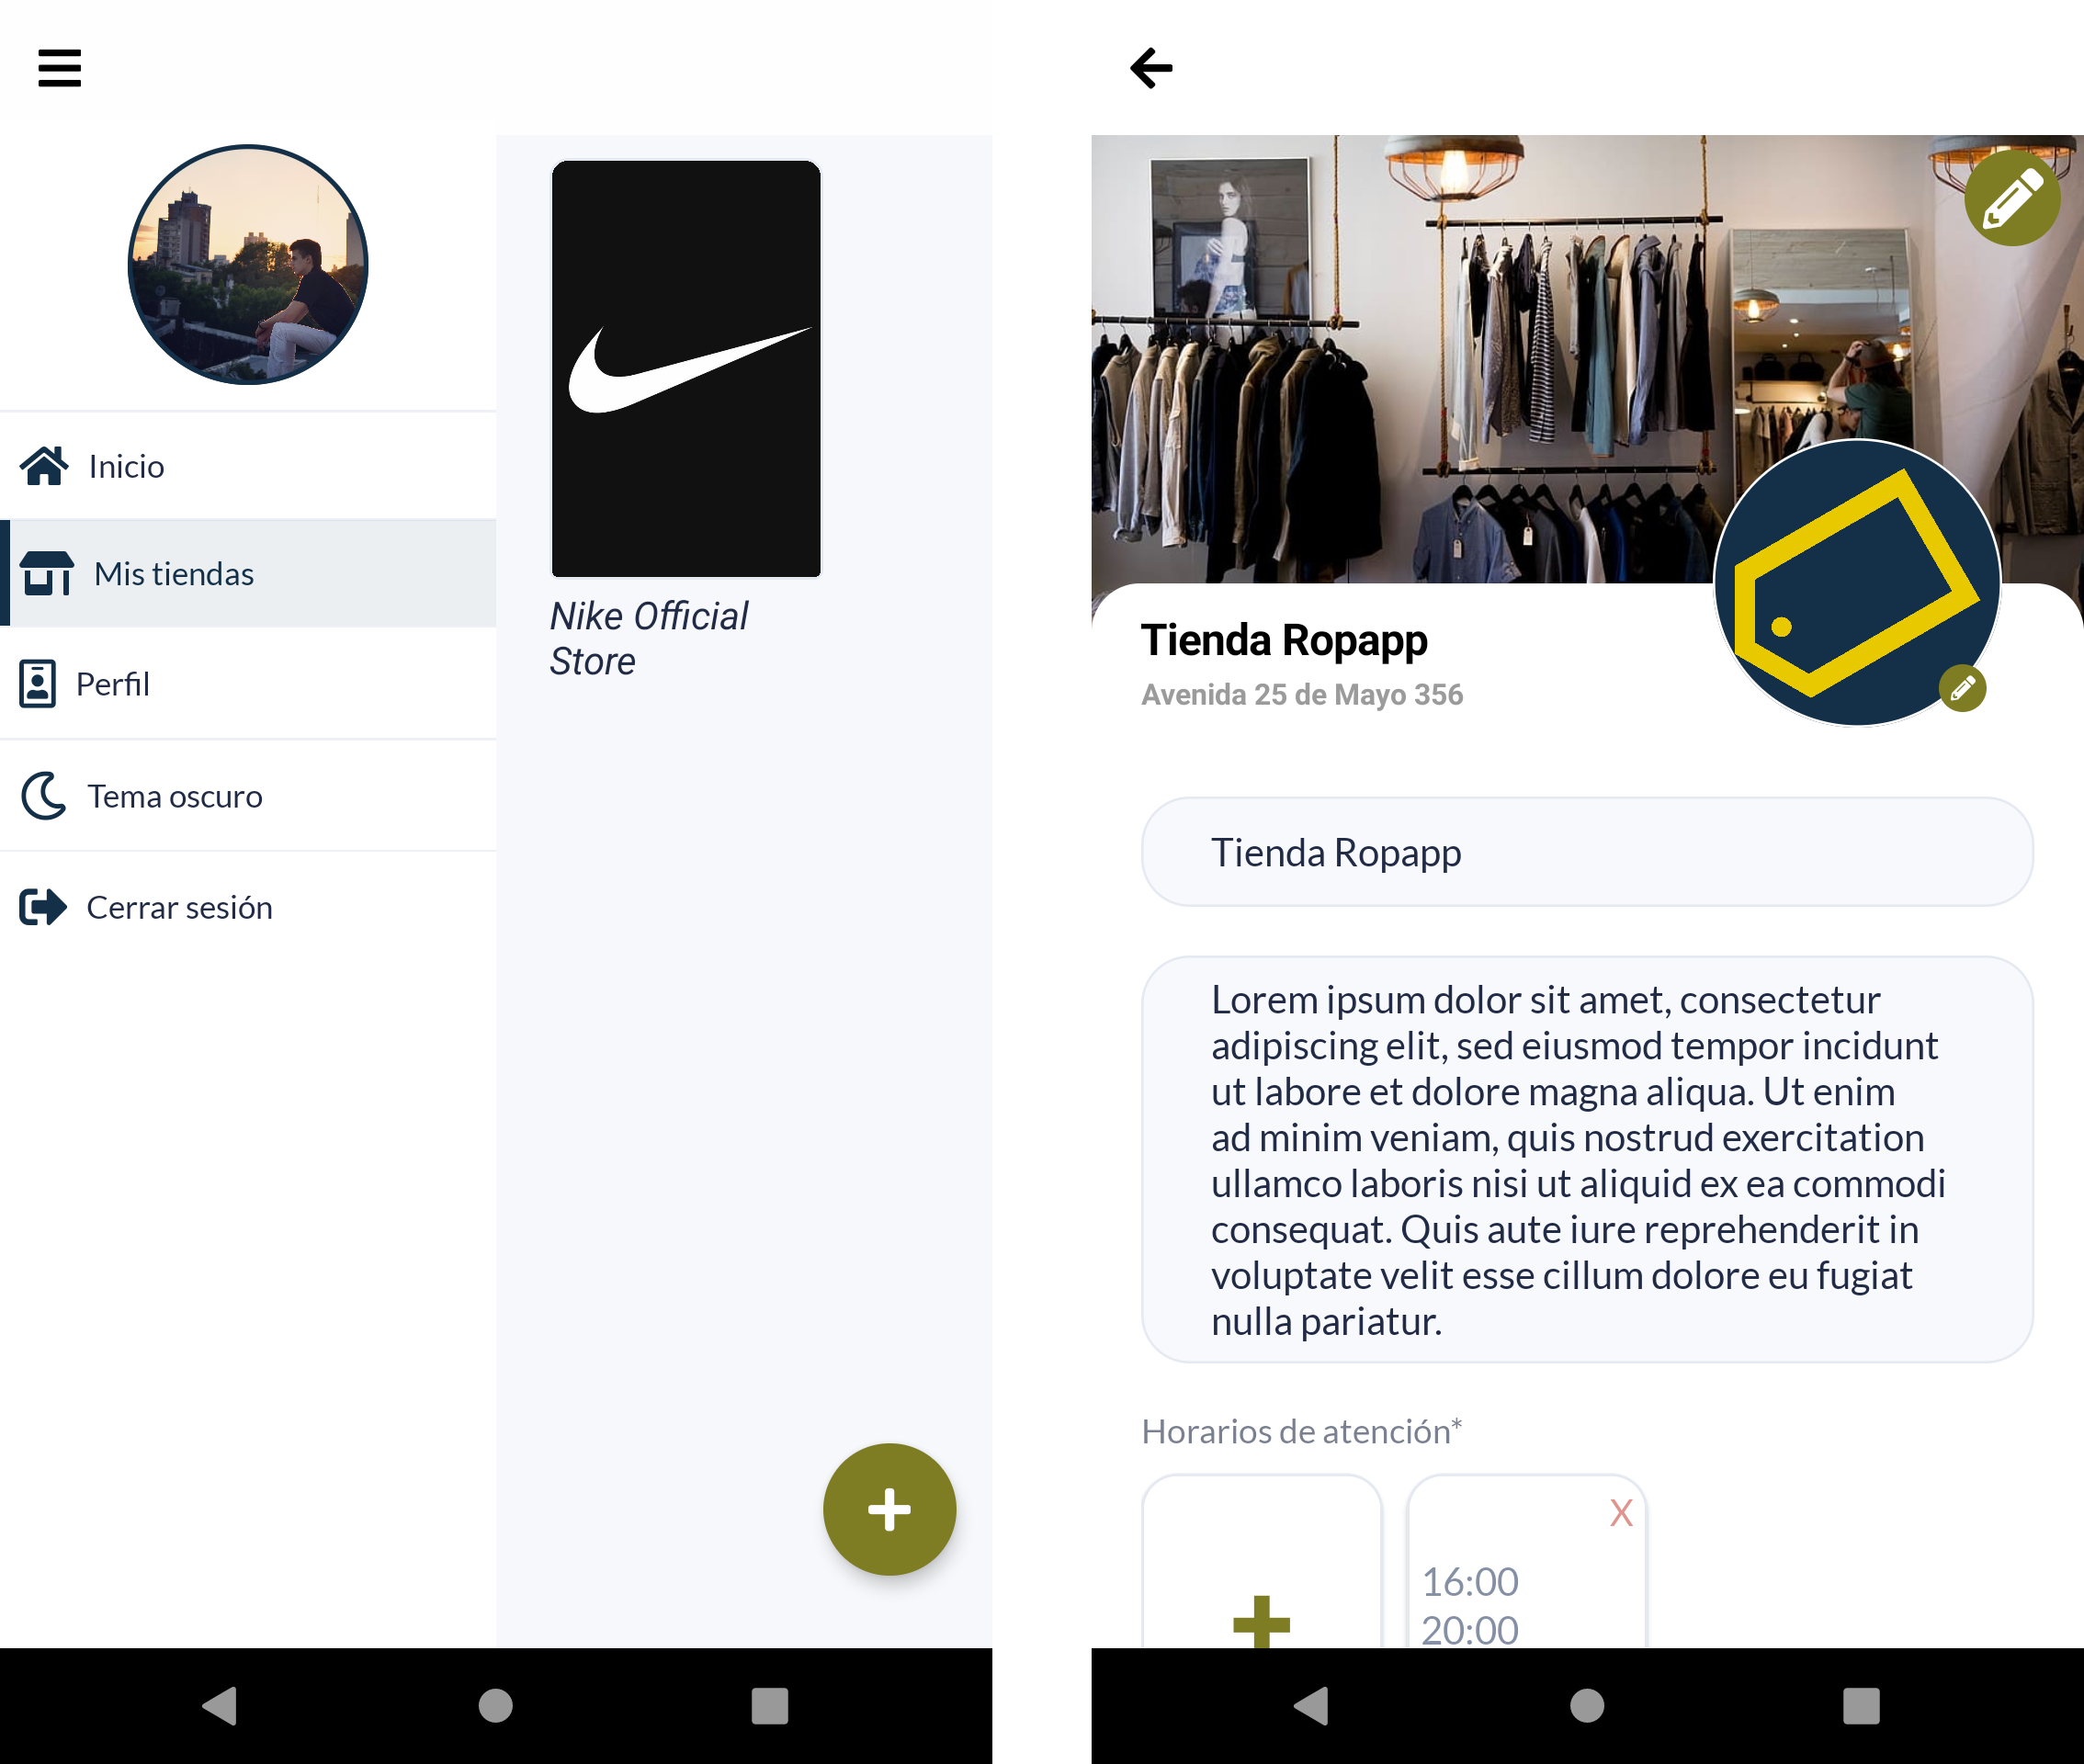 Inicio
Mis tiendas
Perfil
Tema oscuro
Cerrar sesión
Nike Official
Store
Tienda Ropapp
Avenida 25 de Mayo 356
Tienda Ropapp
Lorem ipsum dolor sit amet, consectetur
adipiscing elit, sed eiusmod tempor incidunt
ut labore et dolore magna aliqua. Ut enim
ad minim veniam, quis nostrud exercitation
ullamco laboris nisi ut aliquid ex ea commodi
consequat. Quis aute iure reprehenderit in
voluptate velit esse cillum dolore eu fugiat
nulla pariatur.
Horarios de atención*
X
16:00
20:00